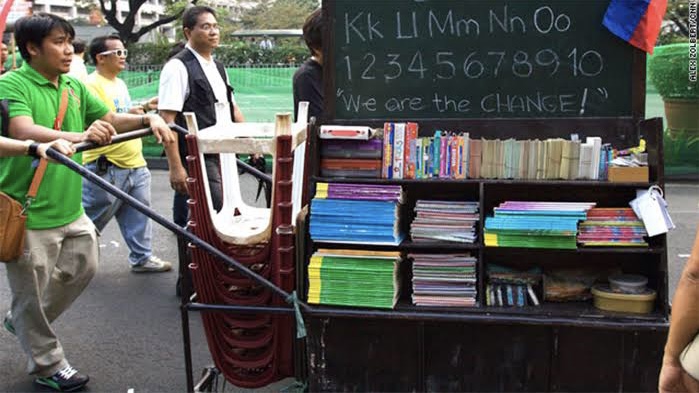 Kk Ll Mm Nn Oo
1 2 3 4 5 6 7 8 9 10
"We are the CHANGE!"
ALEX ZOLBERT/CNN